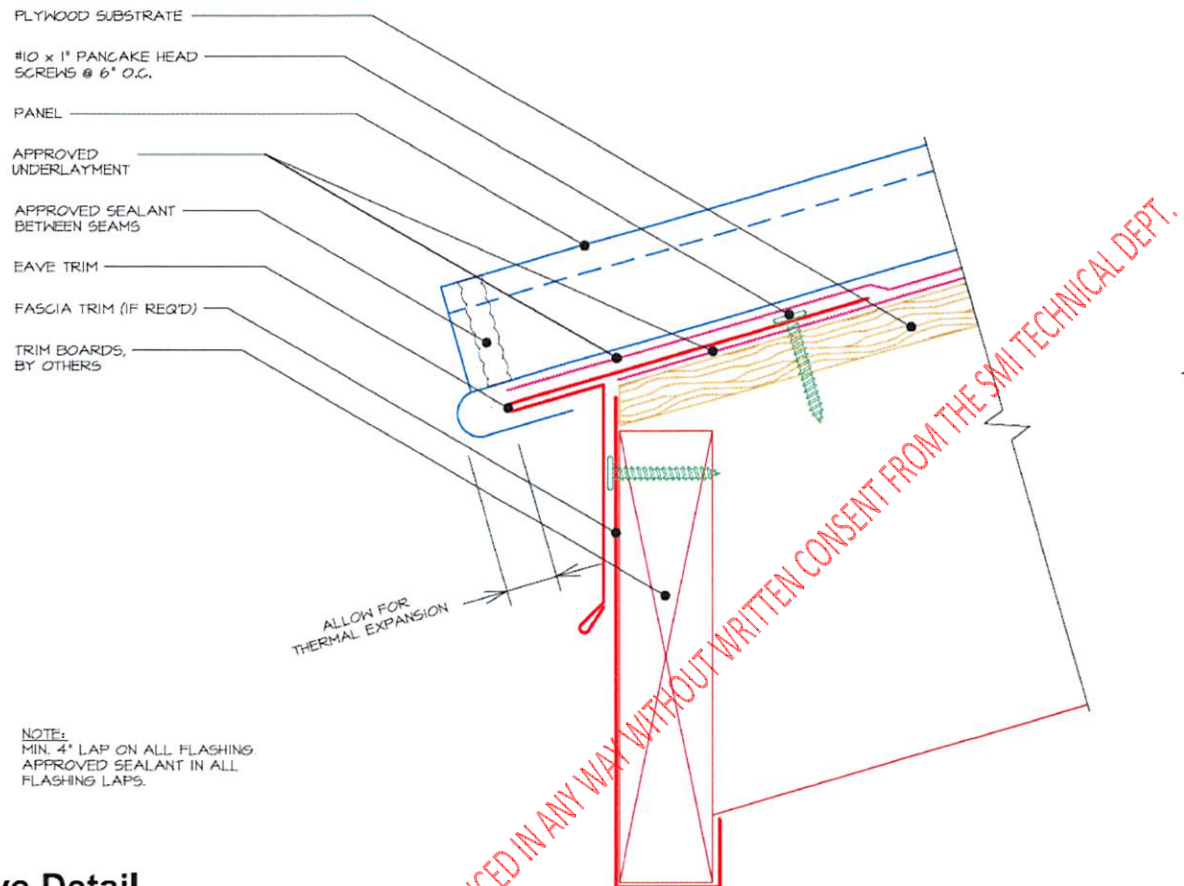 PLYWOOD SUBSTRATE
#10 x 1" PANCAKE HEAD
SCREWS @ 6" O.C.
PANEL
APPROVED
UNDERLAYMENT
APPROVED SEALANT
BETWEEN SEAMS
EAVE TRIM
FASCIA TRIM (IF REQ'D)
TRIM BOARDS,
BY OTHERS
ALLOW FOR
THERMAL EXPANSION
NOTE:
MIN. 4" LAP ON ALL FLASHING
APPROVED SEALANT IN ALL
FLASHING LAPS.
IN ANY WAY WITHOUT WRITTEN CONSENT FROM THE SMI TECHNICAL DEPT.
Detail